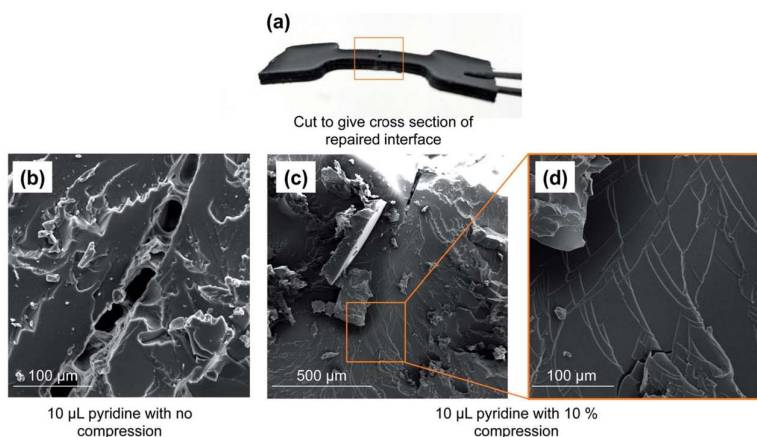 (a)
Cut to give cross section of
repaired interface
(b)
(c)
(d)
100 µm
500 µm
100 µm
10 µL pyridine with no
compression
10 µL pyridine with 10 %
compression